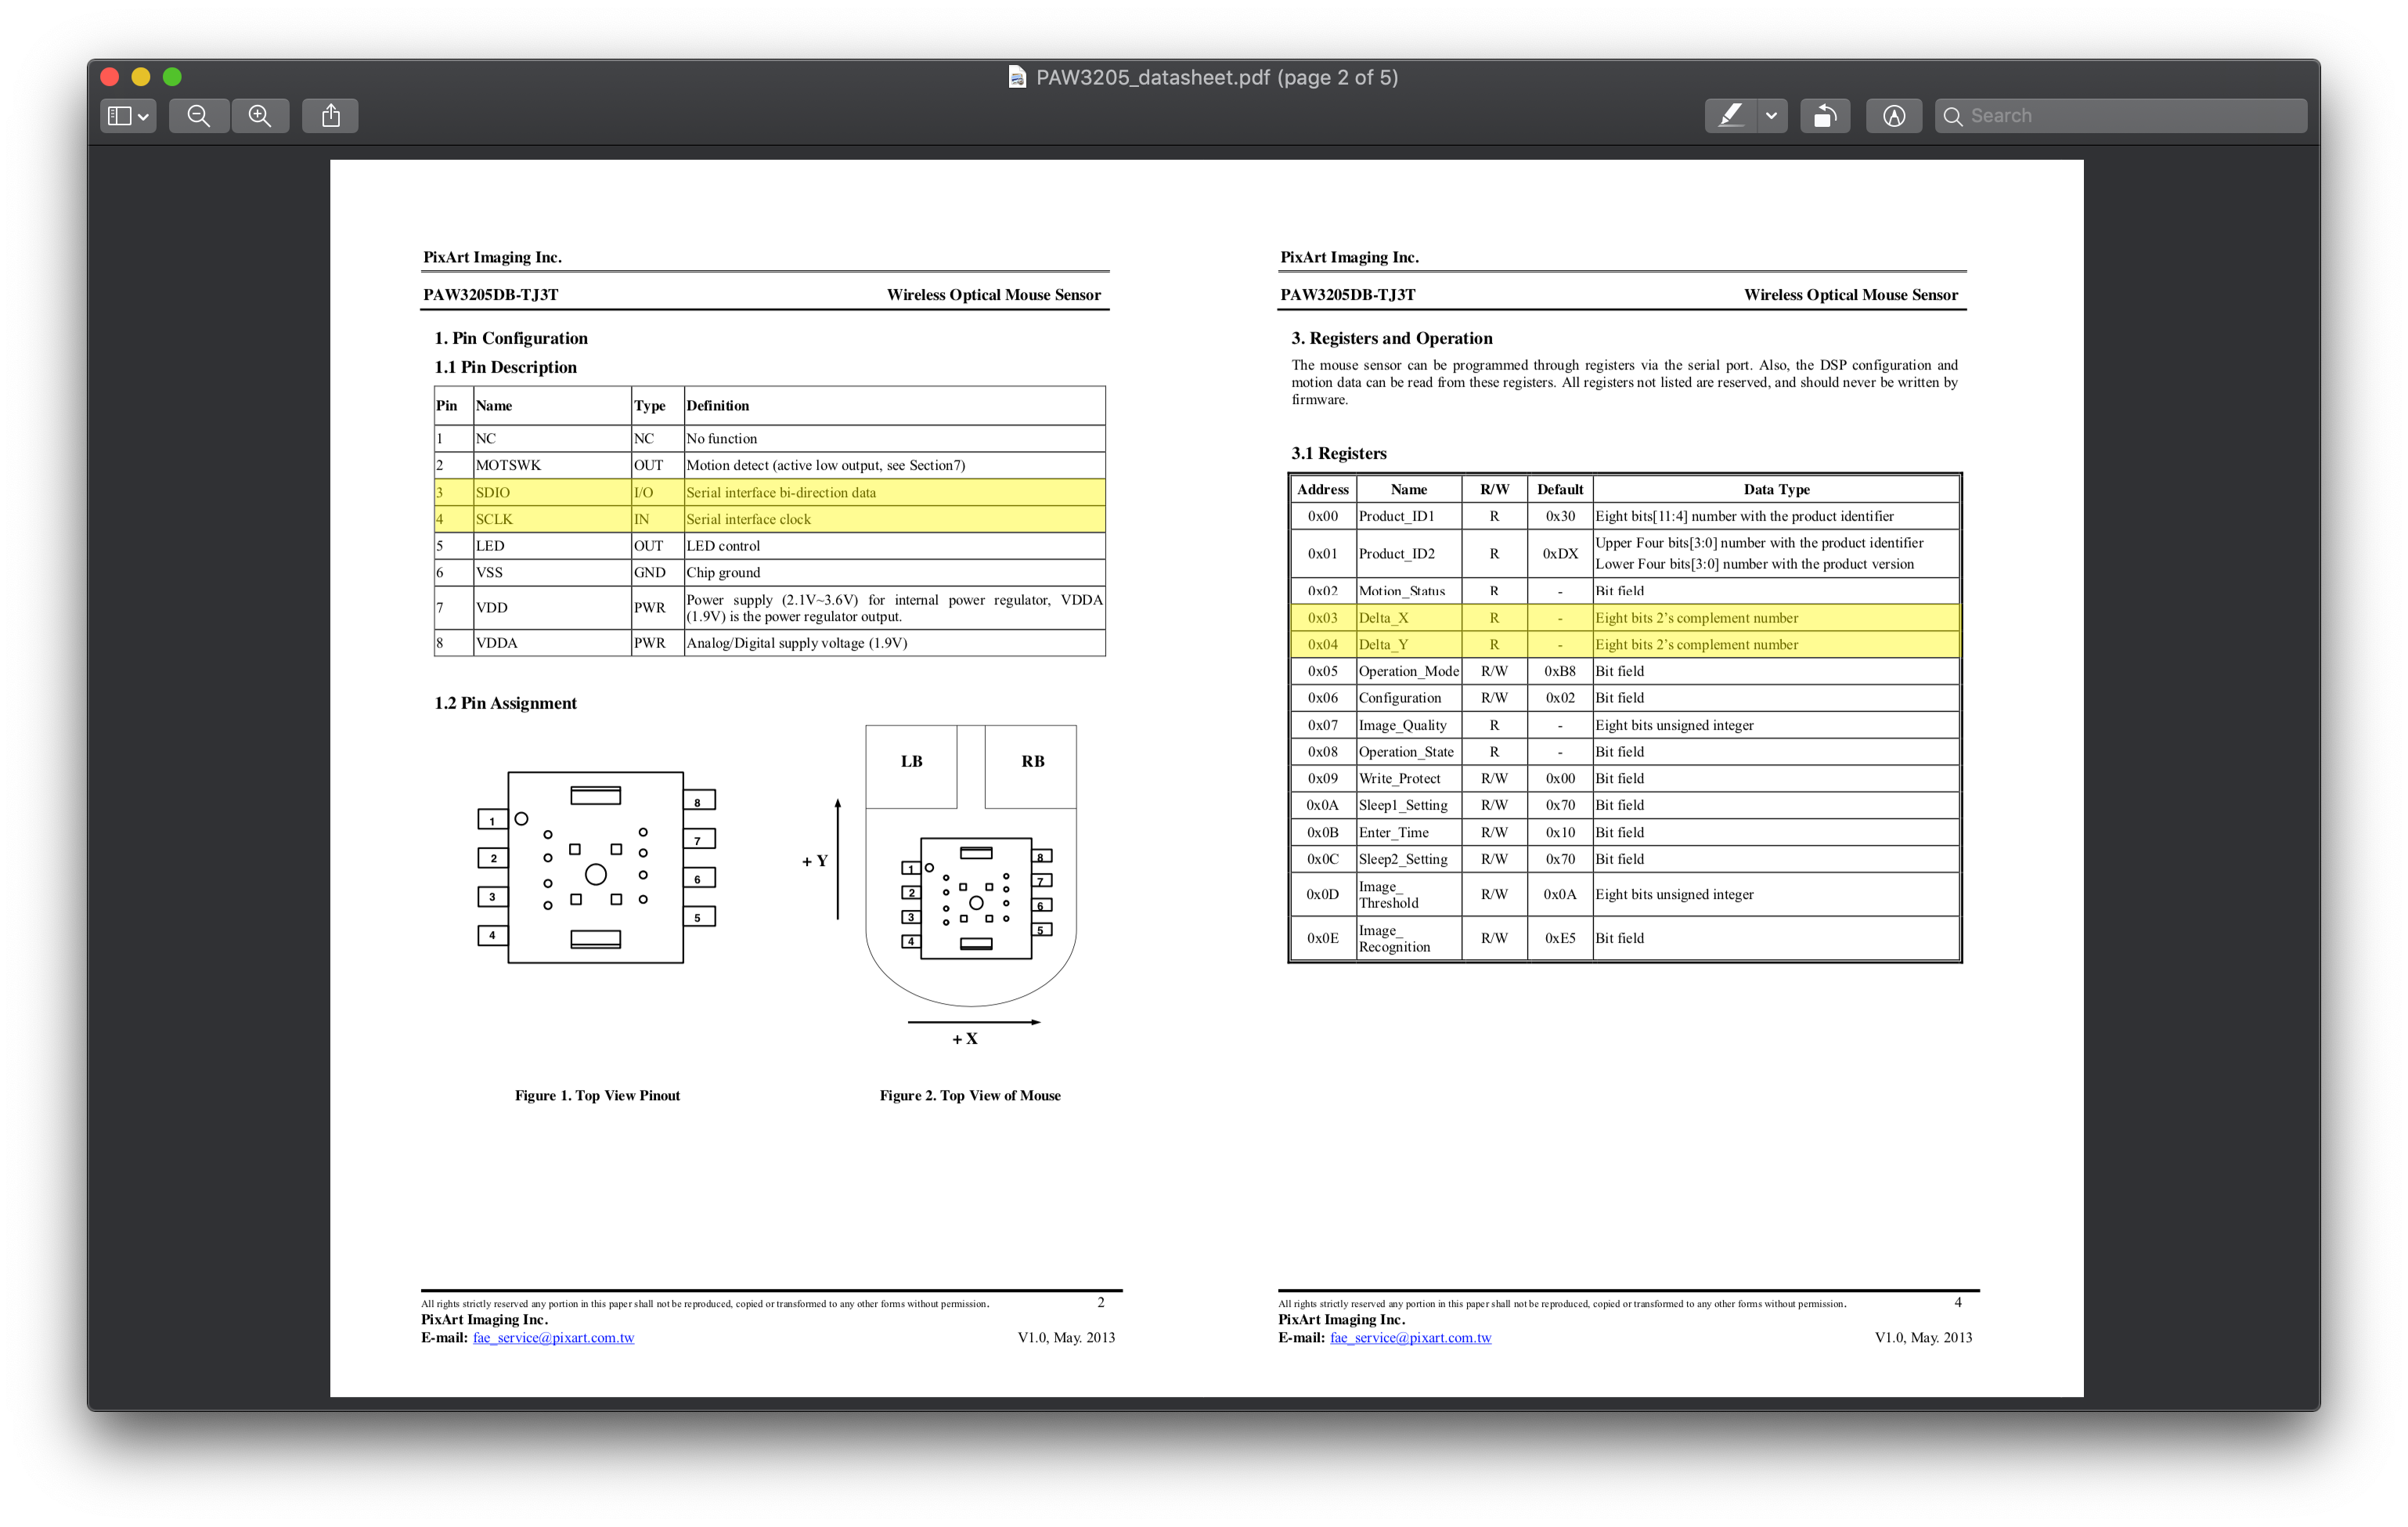 PAW3205_datasheet.pdf (page 2 of 5)
Search
PixArt Imaging Inc.
PAW3205DB-TJ3T Wireless Optical Mouse Sensor
1. Pin Configuration
1.1 Pin Description
Pin Name Type Definition
1 NC NC No function
2 MOTSWK OUT Motion detect (active low output, see Section7)
3 SDIO I/O Serial interface bi-direction data
4 SCLK IN Serial interface clock
5 LED OUT LED control
6 VSS GND Chip ground
7 VDD PWR Power supply (2.1V~3.6V) for internal power regulator, VDDA
(1.9V) is the power regulator output.
8 VDDA PWR Analog/Digital supply voltage (1.9V)
1.2 Pin Assignment
1
2
3
4
8
7
6
5
LB RB
+ Y
1
2
3
4
8
7
6
5
+ X
Figure 1. Top View Pinout
Figure 2. Top View of Mouse
All rights strictly reserved any portion in this paper shall not be reproduced, copied or transformed to any other forms without permission. 2
PixArt Imaging Inc.
E-mail: fae_service@pixart.com.tw V1.0, May. 2013
PixArt Imaging Inc.
PAW3205DB-TJ3T Wireless Optical Mouse Sensor
3. Registers and Operation
The mouse sensor can be programmed through registers via the serial port. Also, the DSP configuration and
motion data can be read from these registers. All registers not listed are reserved, and should never be written by
firmware.
3.1 Registers
Address Name R/W Default Data Type
0x00 Product_ID1 R 0x30 Eight bits[11:4] number with the product identifier
0x01 Product_ID2 R 0xDX Upper Four bits[3:0] number with the product identifier
Lower Four bits[3:0] number with the product version
0x02 Motion_Status R - Bit field
0x03 Delta_X R - Eight bits 2's complement number
0x04 Delta_Y R - Eight bits 2's complement number
0x05 Operation_Mode R/W 0xB8 Bit field
0x06 Configuration R/W 0x02 Bit field
0x07 Image_Quality R - Eight bits unsigned integer
0x08 Operation_State R - Bit field
0x09 Write_Protect R/W 0x00 Bit field
0x0A Sleep1_Setting R/W 0x70 Bit field
0x0B Enter_Time R/W 0x10 Bit field
0x0C Sleep2_Setting R/W 0x70 Bit field
0x0D Image_
Threshold R/W 0x0A Eight bits unsigned integer
0x0E Image_
Recognition R/W 0xE5 Bit field
All rights strictly reserved any portion in this paper shall not be reproduced, copied or transformed to any other forms without permission. 4
PixArt Imaging Inc.
E-mail: fae_service@pixart.com.tw V1.0, May. 2013